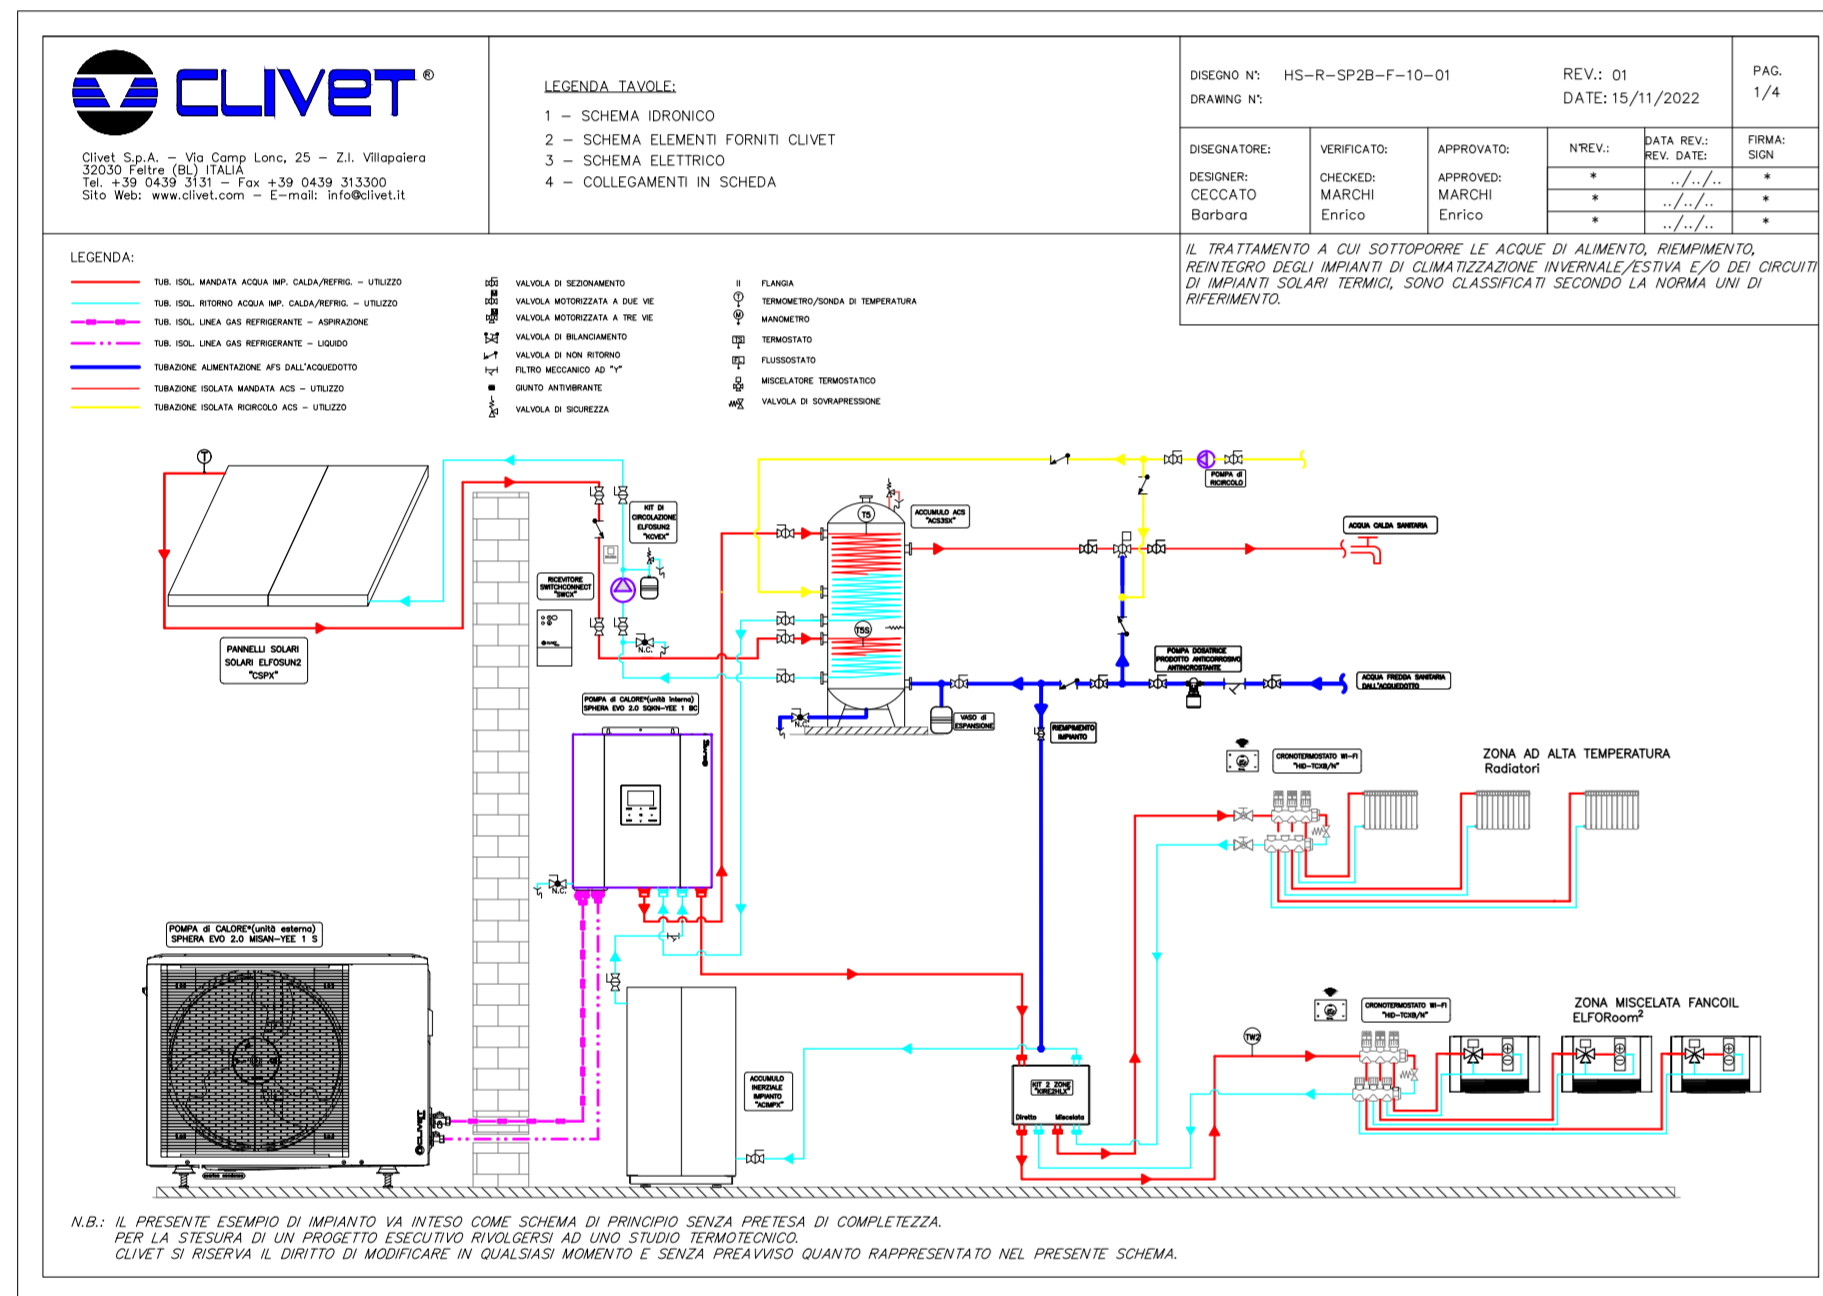 CLIVET®
Clivet S.p.A. – Via Camp Lonc, 25 – Z.I. Villapaiera
32030 Feltre (BL) ITALIA
Tel. +39 0439 3131 – Fax +39 0439 313300
Sito Web: www.clivet.com – E-mail: info@clivet.it
LEGENDA TAVOLE:
1 – SCHEMA IDRONICO
2 – SCHEMA ELEMENTI FORNITI CLIVET
3 – SCHEMA ELETTRICO
4 – COLLEGAMENTI IN SCHEDA
DISEGNO N°: HS-R-SP2B-F-10-01
DRAWING N°:
REV.: 01
DATE: 15/11/2022
PAG.
1/4
DISEGNATORE:
DESIGNER:
CECCATO
Barbara
VERIFICATO:
CHECKED:
MARCHI
Enrico
APPROVATO:
APPROVED:
MARCHI
Enrico
N°REV.:
*
*
*
DATA REV.:
REV. DATE:
../../..
../../..
../../..
FIRMA:
SIGN
*
*
*
IL TRATTAMENTO A CUI SOTTOPORRE LE ACQUE DI ALIMENTO, RIEMPIMENTO,
REINTEGRO DEGLI IMPIANTI DI CLIMATIZZAZIONE INVERNALE/ESTIVA E/O DEI CIRCUITI
DI IMPIANTI SOLARI TERMICI, SONO CLASSIFICATI SECONDO LA NORMA UNI DI
RIFERIMENTO.
LEGENDA:
TUB. ISOL. MANDATA ACQUA IMP. CALDA/REFRIG. – UTILIZZO
TUB. ISOL. RITORNO ACQUA IMP. CALDA/REFRIG. – UTILIZZO
TUB. ISOL. LINEA GAS REFRIGERANTE – ASPIRAZIONE
TUB. ISOL. LINEA GAS REFRIGERANTE – LIQUIDO
TUBAZIONE ALIMENTAZIONE AFS DALL'ACQUEDOTTO
TUBAZIONE ISOLATA MANDATA ACS – UTILIZZO
TUBAZIONE ISOLATA RICIRCOLO ACS – UTILIZZO
VALVOLA DI SEZIONAMENTO
VALVOLA MOTORIZZATA A DUE VIE
VALVOLA MOTORIZZATA A TRE VIE
VALVOLA DI BILANCIAMENTO
VALVOLA DI NON RITORNO
FILTRO MECCANICO AD "Y"
GIUNTO ANTIVIBRANTE
VALVOLA DI SICUREZZA
FLANGIA
T TERMOMETRO/SONDA DI TEMPERATURA
M MANOMETRO
TS TERMOSTATO
FL FLUSSOSTATO
MISCELATORE TERMOSTATICO
VALVOLA DI SOVRAPRESSIONE
T
PANNELLI SOLARI
SOLARI ELFOSUN2
"CSPX"
KIT DI
CIRCOLAZIONE
ELFOSUN2
"KCVEX"
RICEVITORE
SWITCHCONNECT
"SWCX"
N.C.
T5
T5S
ACCUMULO ACS
"ACS3SX"
POMPA di
RICIRCOLO
ACQUA CALDA SANITARIA
POMPA DOSATRICE
PRODOTTO ANTICORROSIVO
ANTINCROSTANTE
ACQUA FREDDA SANITARIA
DALL'ACQUEDOTTO
VASO di
ESPANSIONE
RIEMPIMENTO
IMPIANTO
N.C.
POMPA di CALORE*(unità interna)
SPHERA EVO 2.0 SQKN-YEE 1 BC
N.C.
POMPA di CALORE*(unità esterna)
SPHERA EVO 2.0 MISAN-YEE 1 S
CLIVET
ACCUMULO
INERZIALE
IMPIANTO
"ACIMPX"
KIT 2 ZONE
"KIRE2HLX"
Diretto Miscelata
CRONOTERMOSTATO WI-FI
"HID-TCXB/N"
ZONA AD ALTA TEMPERATURA
Radiatori
TW2
CRONOTERMOSTATO WI-FI
"HID-TCXB/N"
ZONA MISCELATA FANCOIL
ELFORoom²
N.B.: IL PRESENTE ESEMPIO DI IMPIANTO VA INTESO COME SCHEMA DI PRINCIPIO SENZA PRETESA DI COMPLETEZZA.
PER LA STESURA DI UN PROGETTO ESECUTIVO RIVOLGERSI AD UNO STUDIO TERMOTECNICO.
CLIVET SI RISERVA IL DIRITTO DI MODIFICARE IN QUALSIASI MOMENTO E SENZA PREAVVISO QUANTO RAPPRESENTATO NEL PRESENTE SCHEMA.